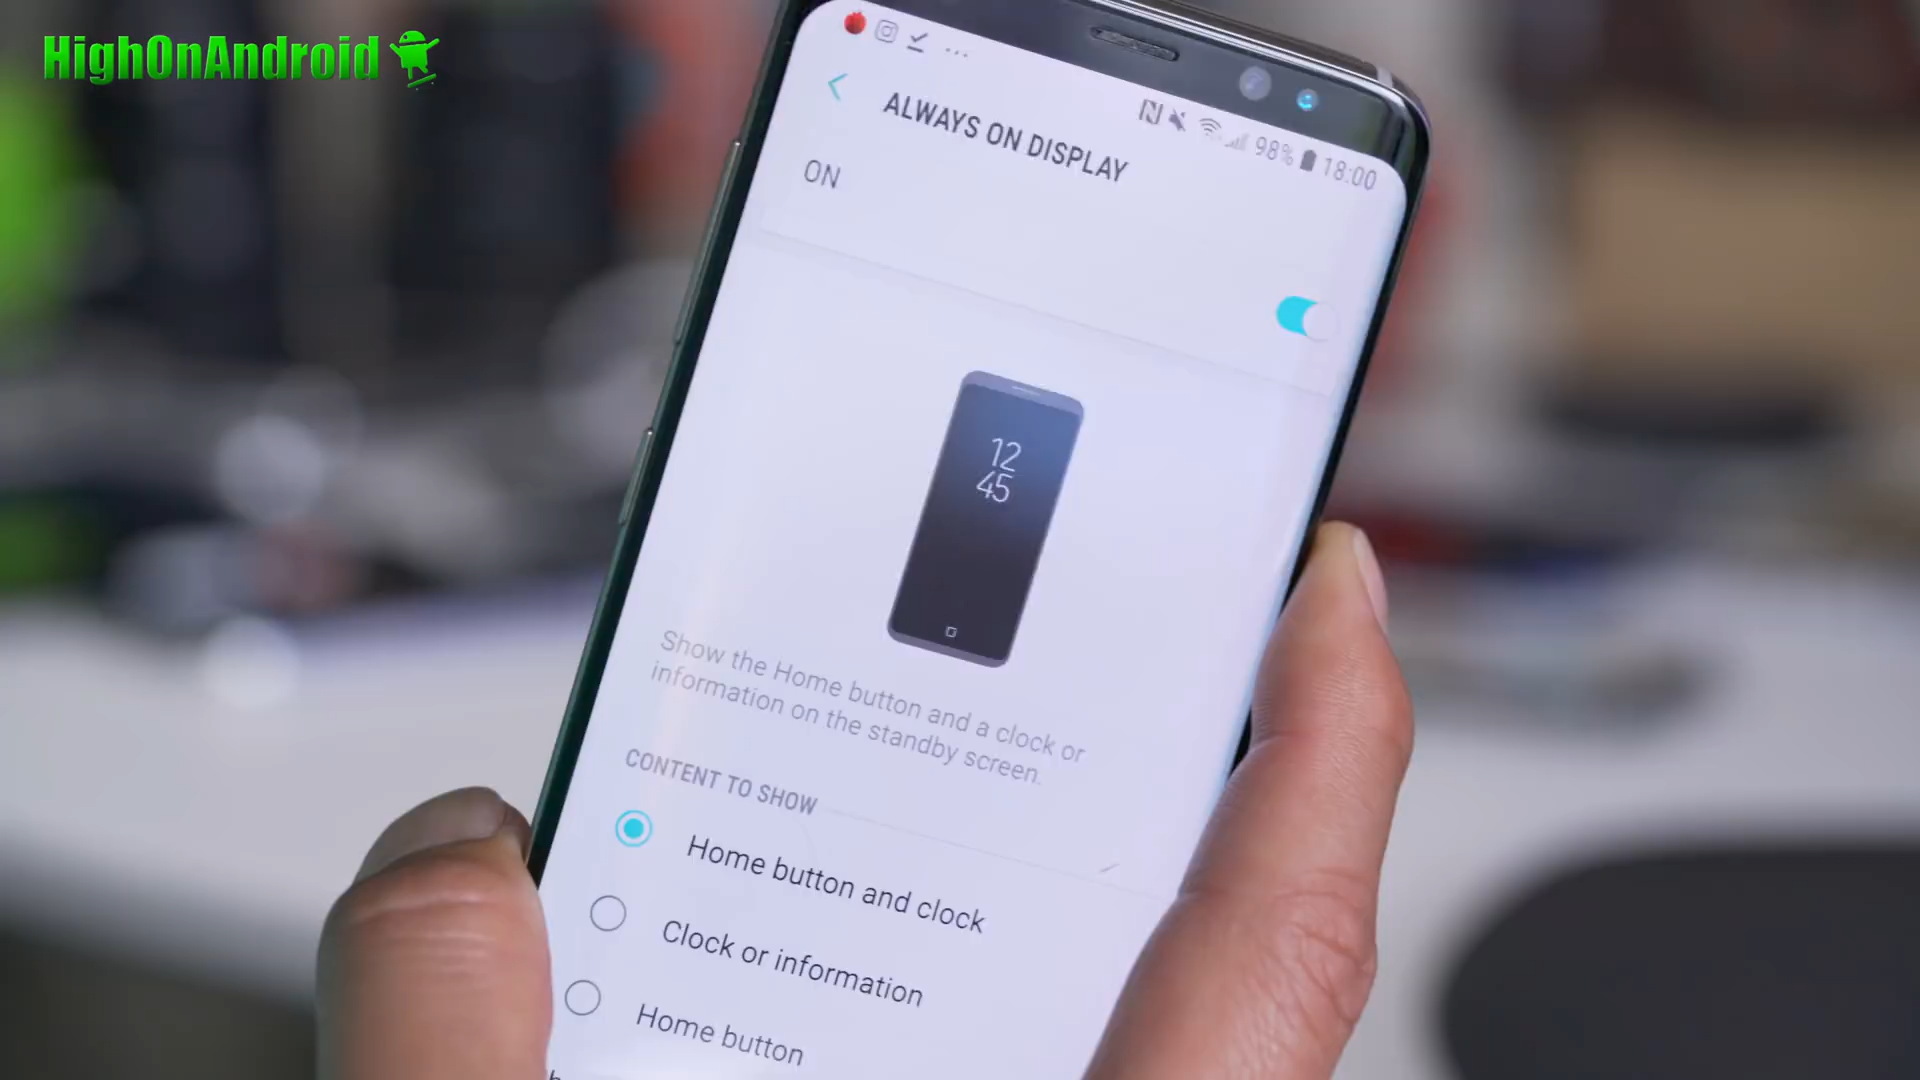 HighOnAndroid
98% 18:00
ALWAYS ON DISPLAY
ON
12
45
Show the Home button and a clock or
information on the standby screen.
CONTENT TO SHOW
Home button and clock
Clock or information
Home button